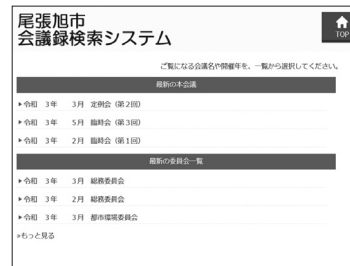 尾張旭市
会議録検索システム
TOP
ご覧になる会議名や開催年を、一覧から選択してください。
最新の本会議
▶令和 3年 3月 定例会（第2回）
▶令和 3年 5月 臨時会（第3回）
▶令和 3年 2月 臨時会（第1回）
最新の委員会一覧
▶令和 3年 3月 総務委員会
▶令和 3年 2月 総務委員会
▶令和 3年 3月 都市環境委員会
»もっと見る